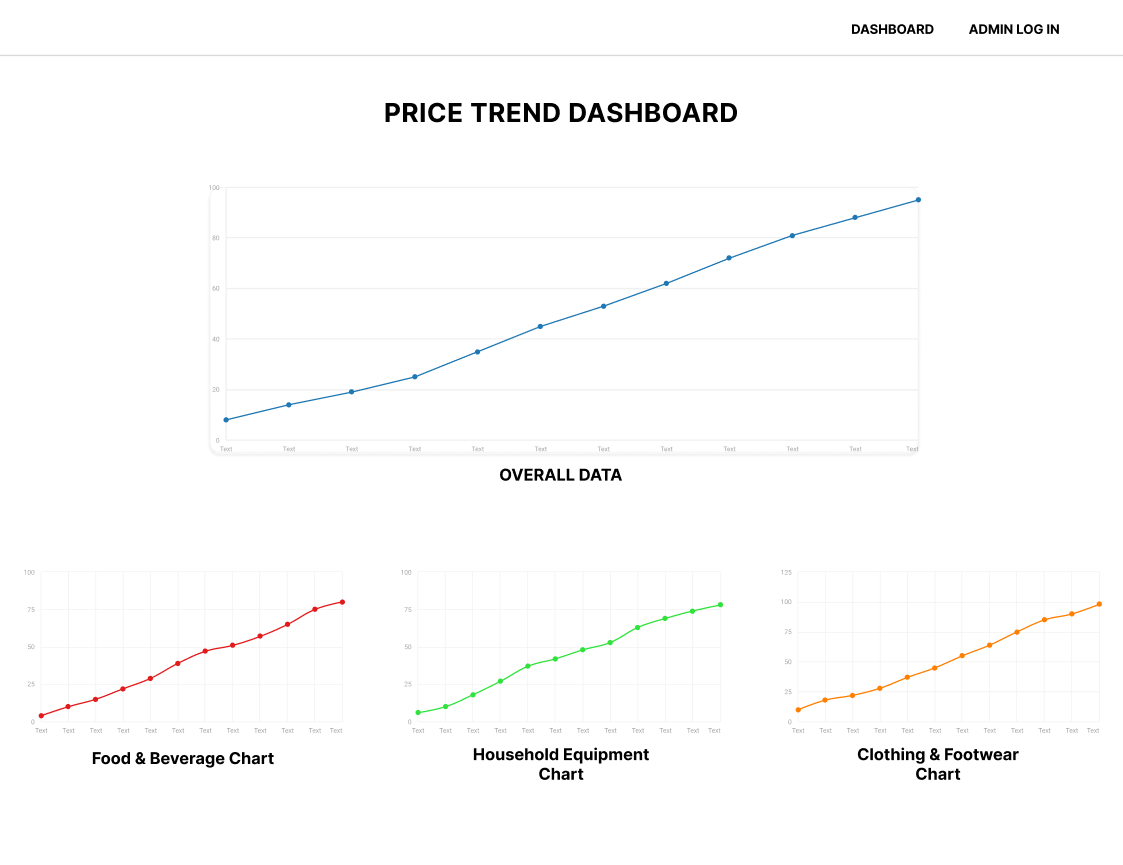 DASHBOARD ADMIN LOG IN
PRICE TREND DASHBOARD
100
80
60
40
20
0
Text Text Text Text Text Text Text Text Text Text Text Text
OVERALL DATA
100
75
50
25
0
Text Text Text Text Text Text Text Text Text Text Text Text
Food & Beverage Chart
100
75
50
25
0
Text Text Text Text Text Text Text Text Text Text Text Text
Household Equipment
Chart
125
100
75
50
25
0
Text Text Text Text Text Text Text Text Text Text Text Text
Clothing & Footwear
Chart